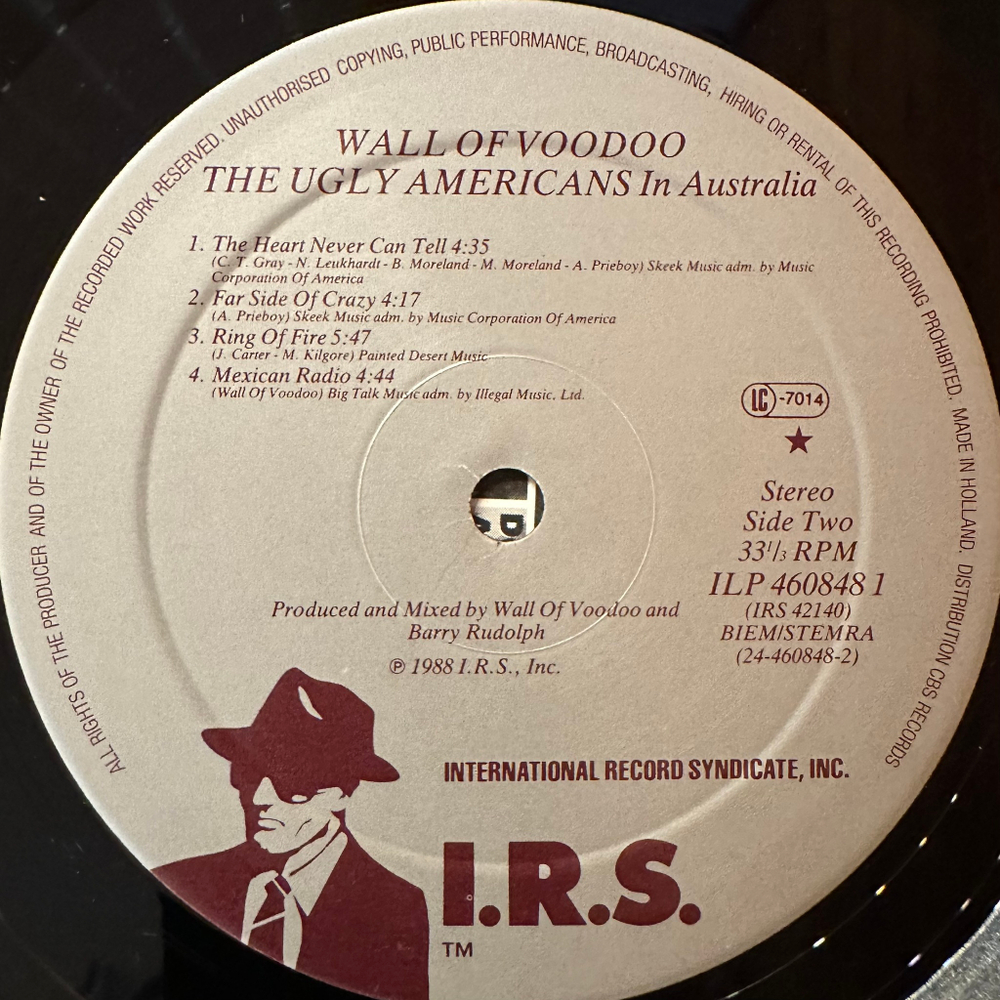 ALL RIGHTS OF THE PRODUCER AND OF THE OWNER OF THE RECORDED WORK RESERVED. UNAUTHORISED COPYING, PUBLIC PERFORMANCE, BROADCASTING, HIRING OR RENTAL OF THIS RECORDING PROHIBITED. MADE IN HOLLAND. DISTRIBUTION CBS RECORDS
WALL OF VOODOO
THE UGLY AMERICANS In Australia
1. The Heart Never Can Tell 4:35
(C. T. Gray - N. Leukhardt - B. Moreland - M. Moreland - A. Prieboy) Skeek Music adm. by Music
Corporation Of America
2. Far Side Of Crazy 4:17
(A. Prieboy) Skeek Music adm. by Music Corporation Of America
3. Ring Of Fire 5:47
(J. Carter - M. Kilgore) Painted Desert Music
4. Mexican Radio 4:44
(Wall Of Voodoo) Big Talk Music adm. by Illegal Music, Ltd.
LC -7014
Stereo
Side Two
33 1/3 RPM
ILP 460848 1
(IRS 42140)
BIEM/STEMRA
(24-460848-2)
Produced and Mixed by Wall Of Voodoo and
Barry Rudolph
℗ 1988 I.R.S., Inc.
INTERNATIONAL RECORD SYNDICATE, INC.
I.R.S.
TM